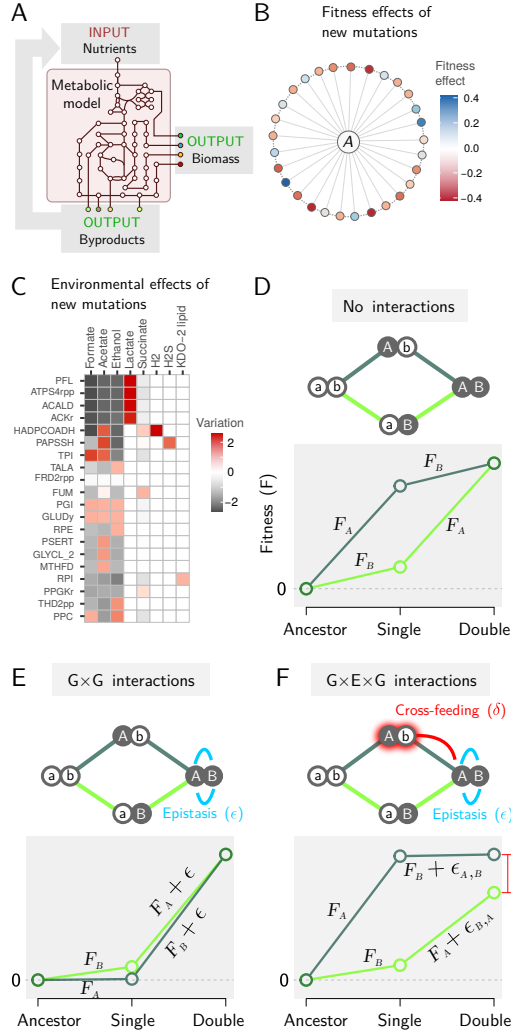 A
INPUT
Nutrients
Metabolic
model
OUTPUT
Biomass
OUTPUT
Byproducts
B
Fitness effects of
new mutations
A
Fitness
effect
0.4
0.2
0
−0.2
−0.4
C
Environmental effects of
new mutations
Formate
Acetate
Ethanol
Lactate
Succinate
H2
H2S
KDO-2 lipid
PFL
ATPS4rpp
ACALD
ACKr
HADPCOADH
PAPSSH
TPI
TALA
FRD2rpp
FUM
PGI
GLUDy
RPE
PSERT
GLYCL_2
MTHFD
RPI
PPGKr
THD2pp
PPC
Variation
2
0
−2
D
No interactions
A b
a b
A B
a B
Fitness (F)
F_A
F_B
F_B
F_A
0
Ancestor
Single
Double
E
G×G interactions
A b
a b
A B
a B
Epistasis (ϵ)
F_B
F_A
F_A + ϵ
F_B + ϵ
0
Ancestor
Single
Double
F
G×E×G interactions
Cross-feeding (δ)
A b
a b
A B
a B
Epistasis (ϵ)
F_A
F_B + ϵ_A,B
F_B
F_A + ϵ_B,A
0
Ancestor
Single
Double